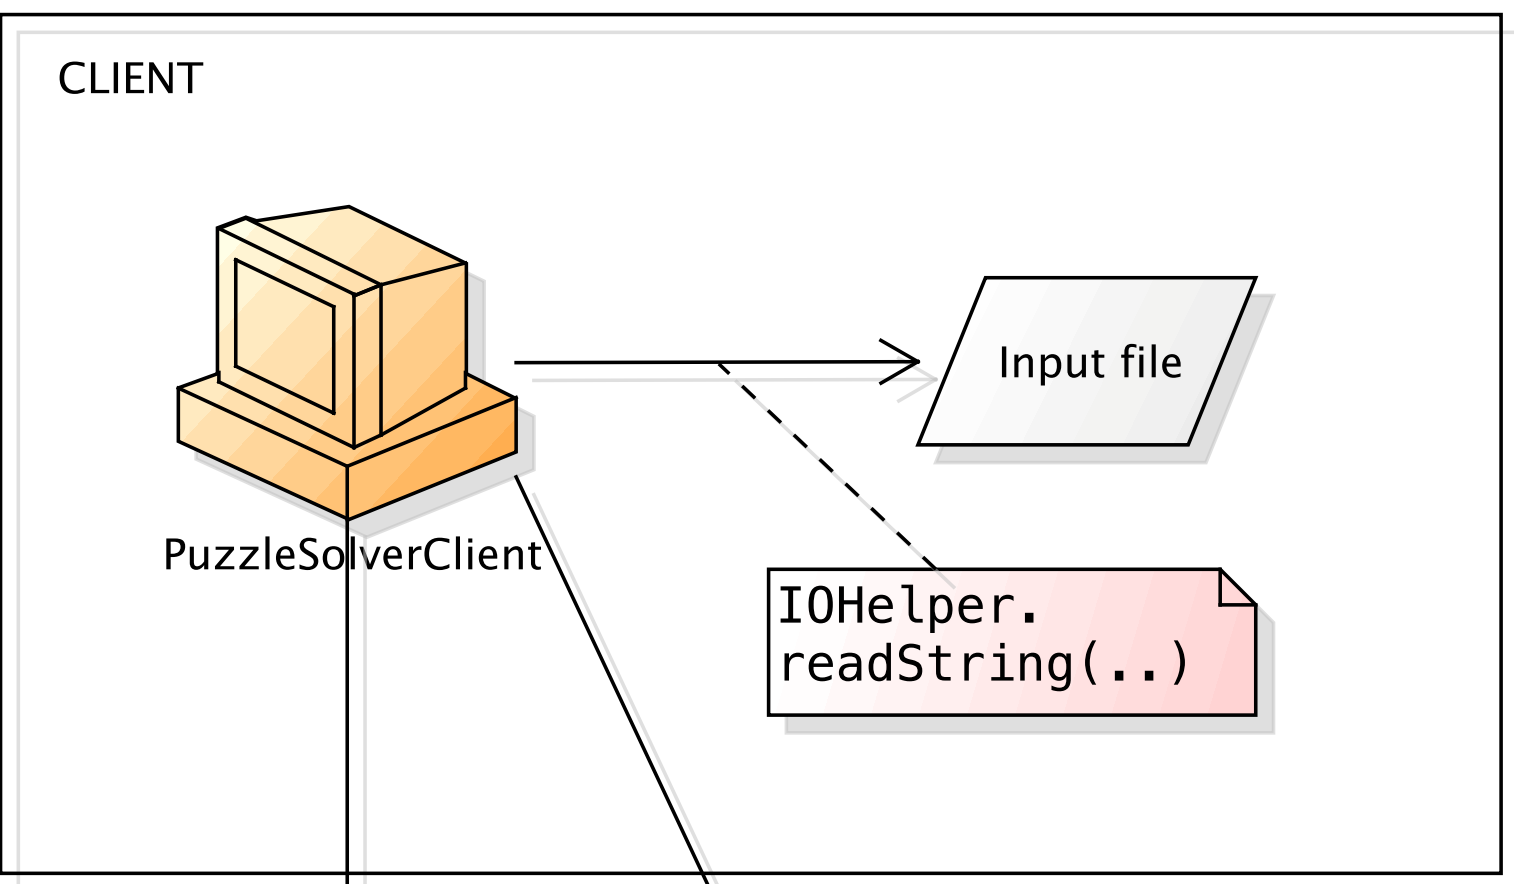 CLIENT
Input file
PuzzleSolverClient
IOHelper.
readString(..)